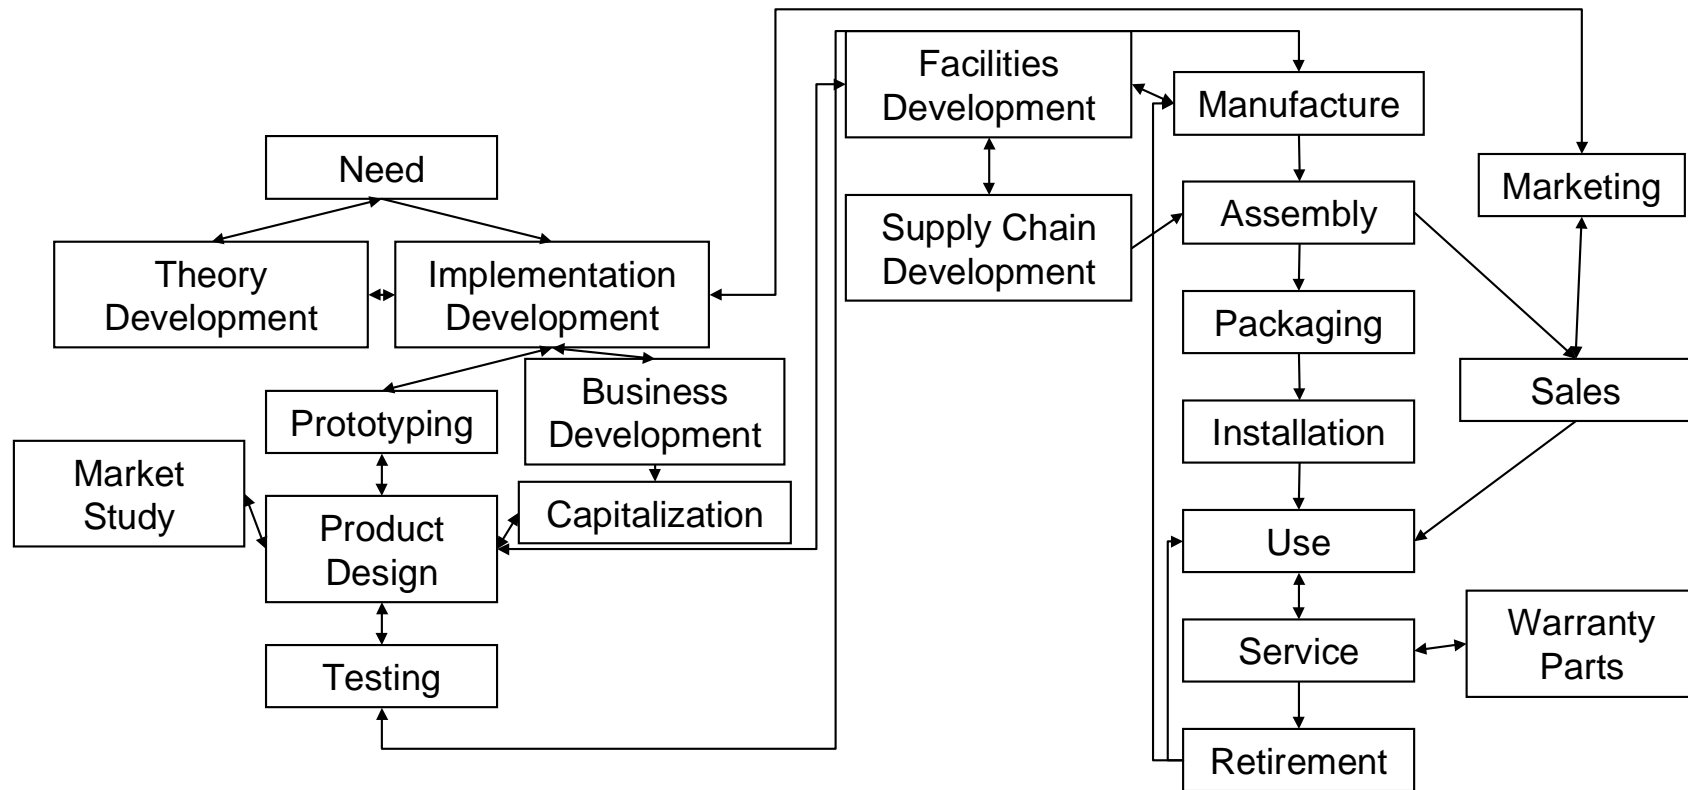 Facilities
Development
Manufacture
Need
Marketing
Supply Chain
Development
Assembly
Theory
Development
Implementation
Development
Packaging
Business
Development
Sales
Prototyping
Installation
Market
Study
Capitalization
Product
Design
Use
Warranty
Parts
Service
Testing
Retirement